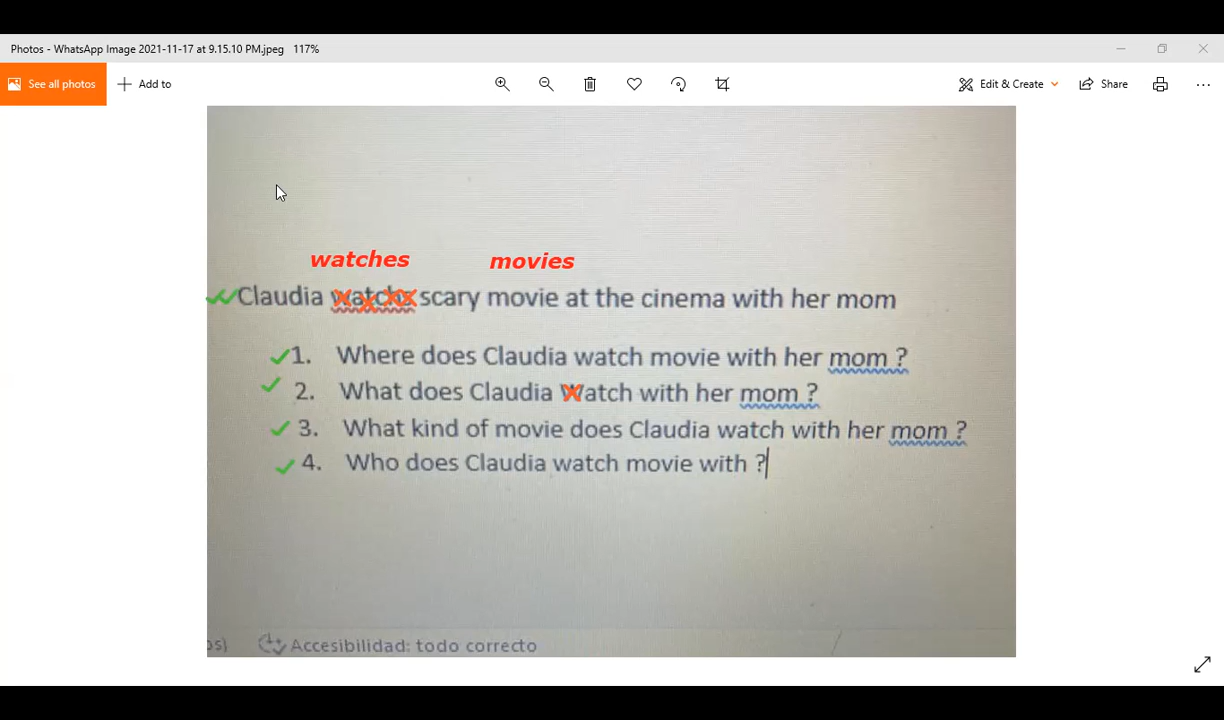 Photos - WhatsApp Image 2021-11-17 at 9.15.10 PM.jpeg 117%
See all photos
Add to
Edit & Create
Share
watches movies
Claudia scary movie at the cinema with her mom
1. Where does Claudia watch movie with her mom ?
2. What does Claudia Watch with her mom ?
3. What kind of movie does Claudia watch with her mom ?
4. Who does Claudia watch movie with ?
Accesibilidad: todo correcto